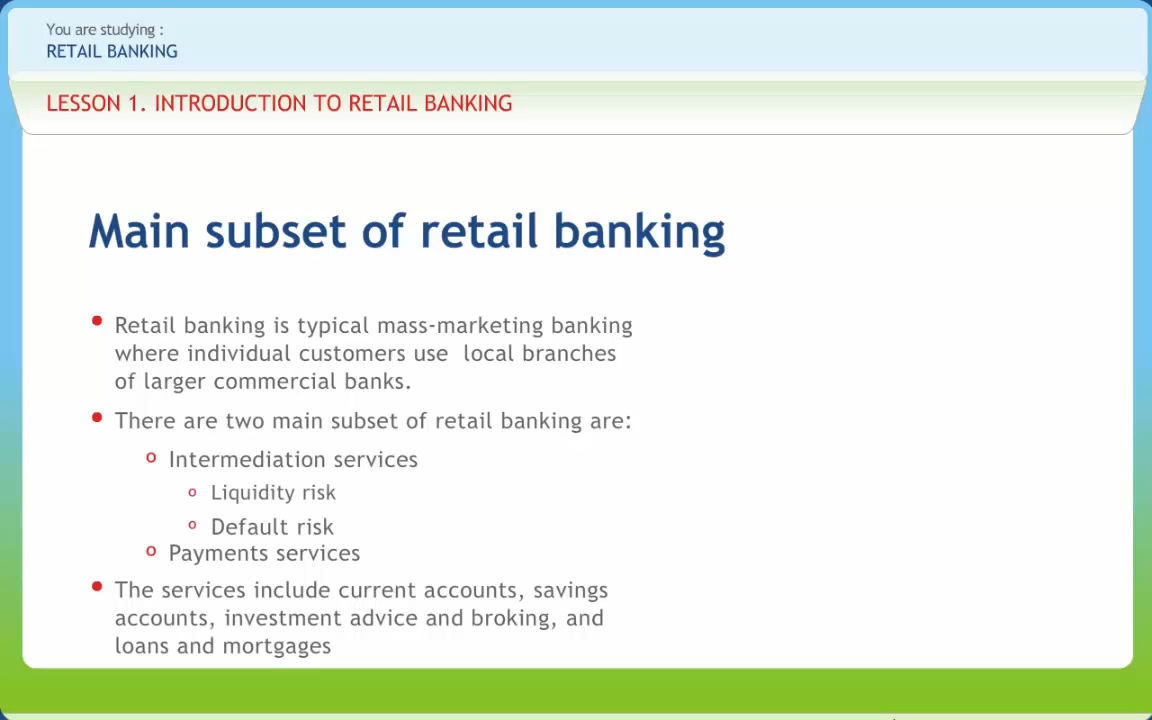 You are studying :
RETAIL BANKING
LESSON 1. INTRODUCTION TO RETAIL BANKING
Main subset of retail banking
• Retail banking is typical mass-marketing banking
where individual customers use  local branches
of larger commercial banks.
• There are two main subset of retail banking are:
o Intermediation services
o Liquidity risk
o Default risk
o Payments services
• The services include current accounts, savings
accounts, investment advice and broking, and
loans and mortgages